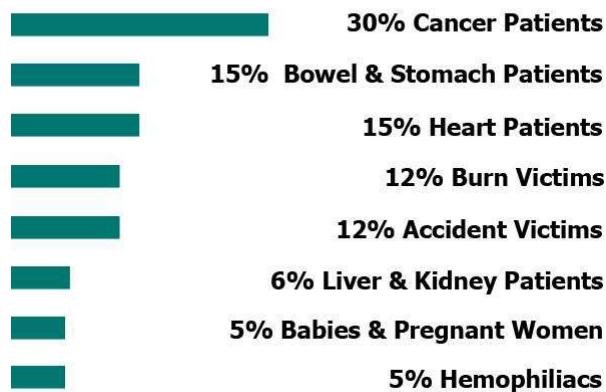 30% Cancer Patients
15% Bowel & Stomach Patients
15% Heart Patients
12% Burn Victims
12% Accident Victims
6% Liver & Kidney Patients
5% Babies & Pregnant Women
5% Hemophiliacs